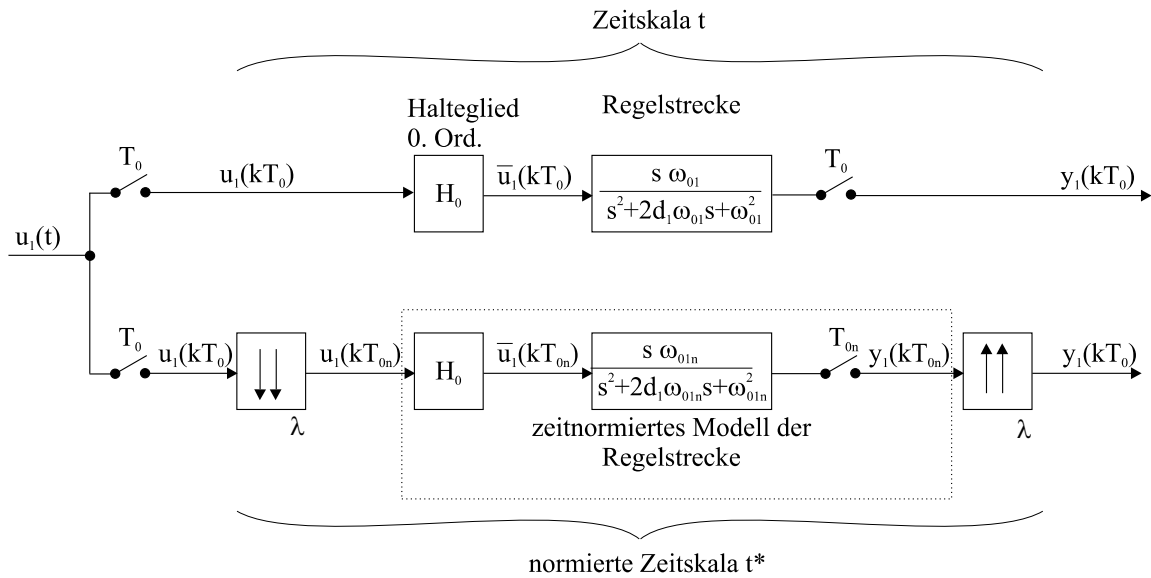 Zeitskala t
Halteglied
0. Ord.
Regelstrecke
T₀
u₁(kT₀)
H₀
u̅₁(kT₀)
s ω₀₁
s²+2d₁ω₀₁s+ω₀₁²
T₀
y₁(kT₀)
u₁(t)
T₀
u₁(kT₀)
λ
u₁(kT₀ₙ)
H₀
u̅₁(kT₀ₙ)
s ω₀₁ₙ
s²+2d₁ω₀₁ₙs+ω₀₁ₙ²
T₀ₙ
y₁(kT₀ₙ)
λ
y₁(kT₀)
zeitnormiertes Modell der
Regelstrecke
normierte Zeitskala t*